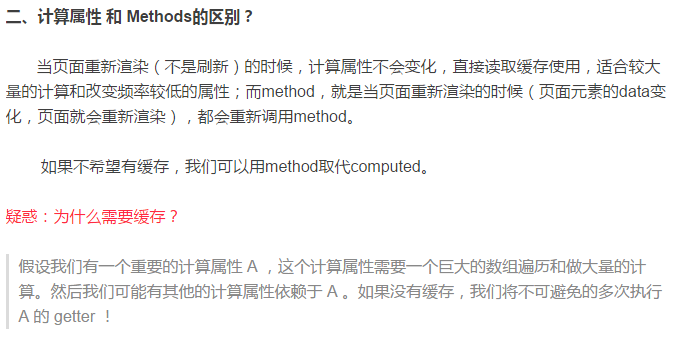 二、计算属性 和 Methods的区别？
当页面重新渲染（不是刷新）的时候，计算属性不会变化，直接读取缓存使用，适合较大
量的计算和改变频率较低的属性；而method，就是当页面重新渲染的时候（页面元素的data变
化，页面就会重新渲染），都会重新调用method。
如果不希望有缓存，我们可以用method取代computed。
疑惑：为什么需要缓存？
假设我们有一个重要的计算属性 A ，这个计算属性需要一个巨大的数组遍历和做大量的计
算。然后我们可能有其他的计算属性依赖于 A 。如果没有缓存，我们将不可避免的多次执行
A 的 getter ！